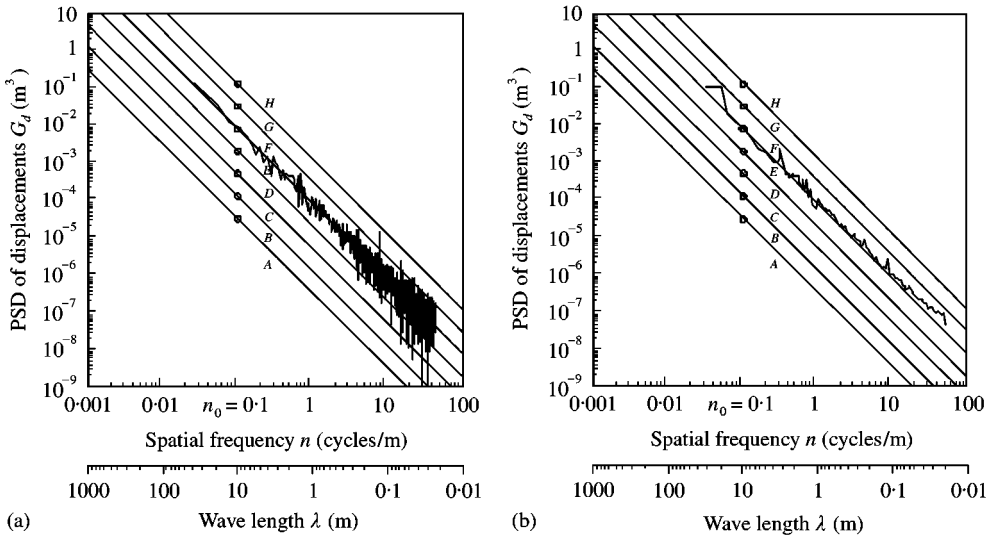 10
1
10⁻¹
10⁻²
10⁻³
10⁻⁴
10⁻⁵
10⁻⁶
10⁻⁷
10⁻⁸
10⁻⁹
PSD of displacements G_d (m³)
H
G
F
E
D
C
B
A
0·001 0·01 n₀ = 0·1 1 10 100
Spatial frequency n (cycles/m)
1000 100 10 1 0·1 0·01
(a) Wave length λ (m)
10
1
10⁻¹
10⁻²
10⁻³
10⁻⁴
10⁻⁵
10⁻⁶
10⁻⁷
10⁻⁸
10⁻⁹
PSD of displacements G_d (m³)
H
G
F
E
D
C
B
A
0·001 0·01 n₀ = 0·1 1 10 100
Spatial frequency n (cycles/m)
1000 100 10 1 0·1 0·01
(b) Wave length λ (m)